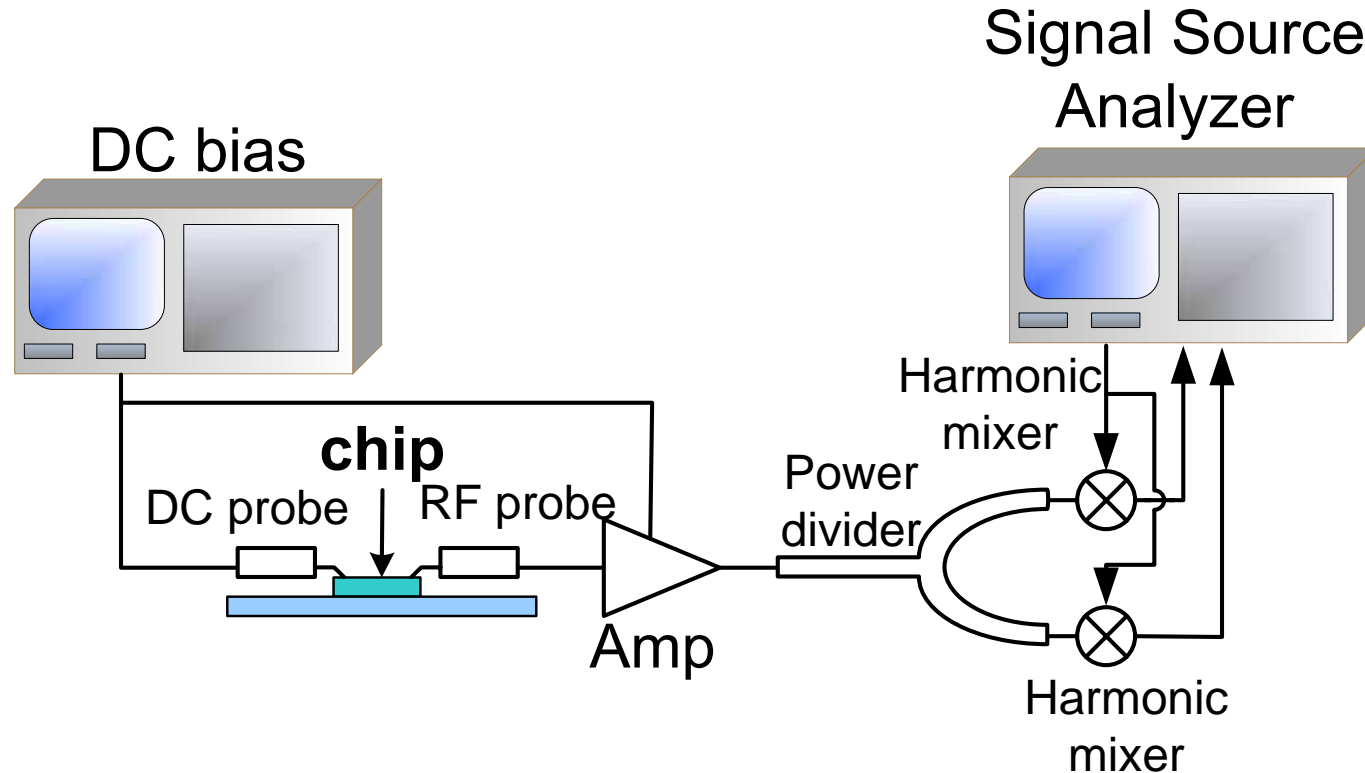 Signal Source
Analyzer
DC bias
Harmonic
mixer
chip
Power
divider
DC probe
RF probe
Amp
Harmonic
mixer